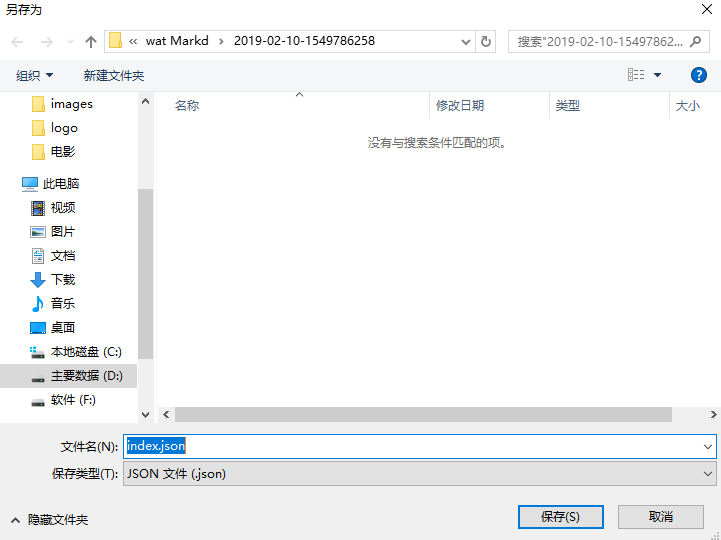 另存为
« wat Markd › 2019-02-10-1549786258
搜索"2019-02-10-15497862...
组织
新建文件夹
?
images
logo
电影
此电脑
视频
图片
文档
下载
音乐
桌面
本地磁盘 (C:)
主要数据 (D:)
软件 (F:)
名称 修改日期 类型 大小
没有与搜索条件匹配的项。
文件名(N): index.json
保存类型(T): JSON 文件 (.json)
隐藏文件夹
保存(S)
取消